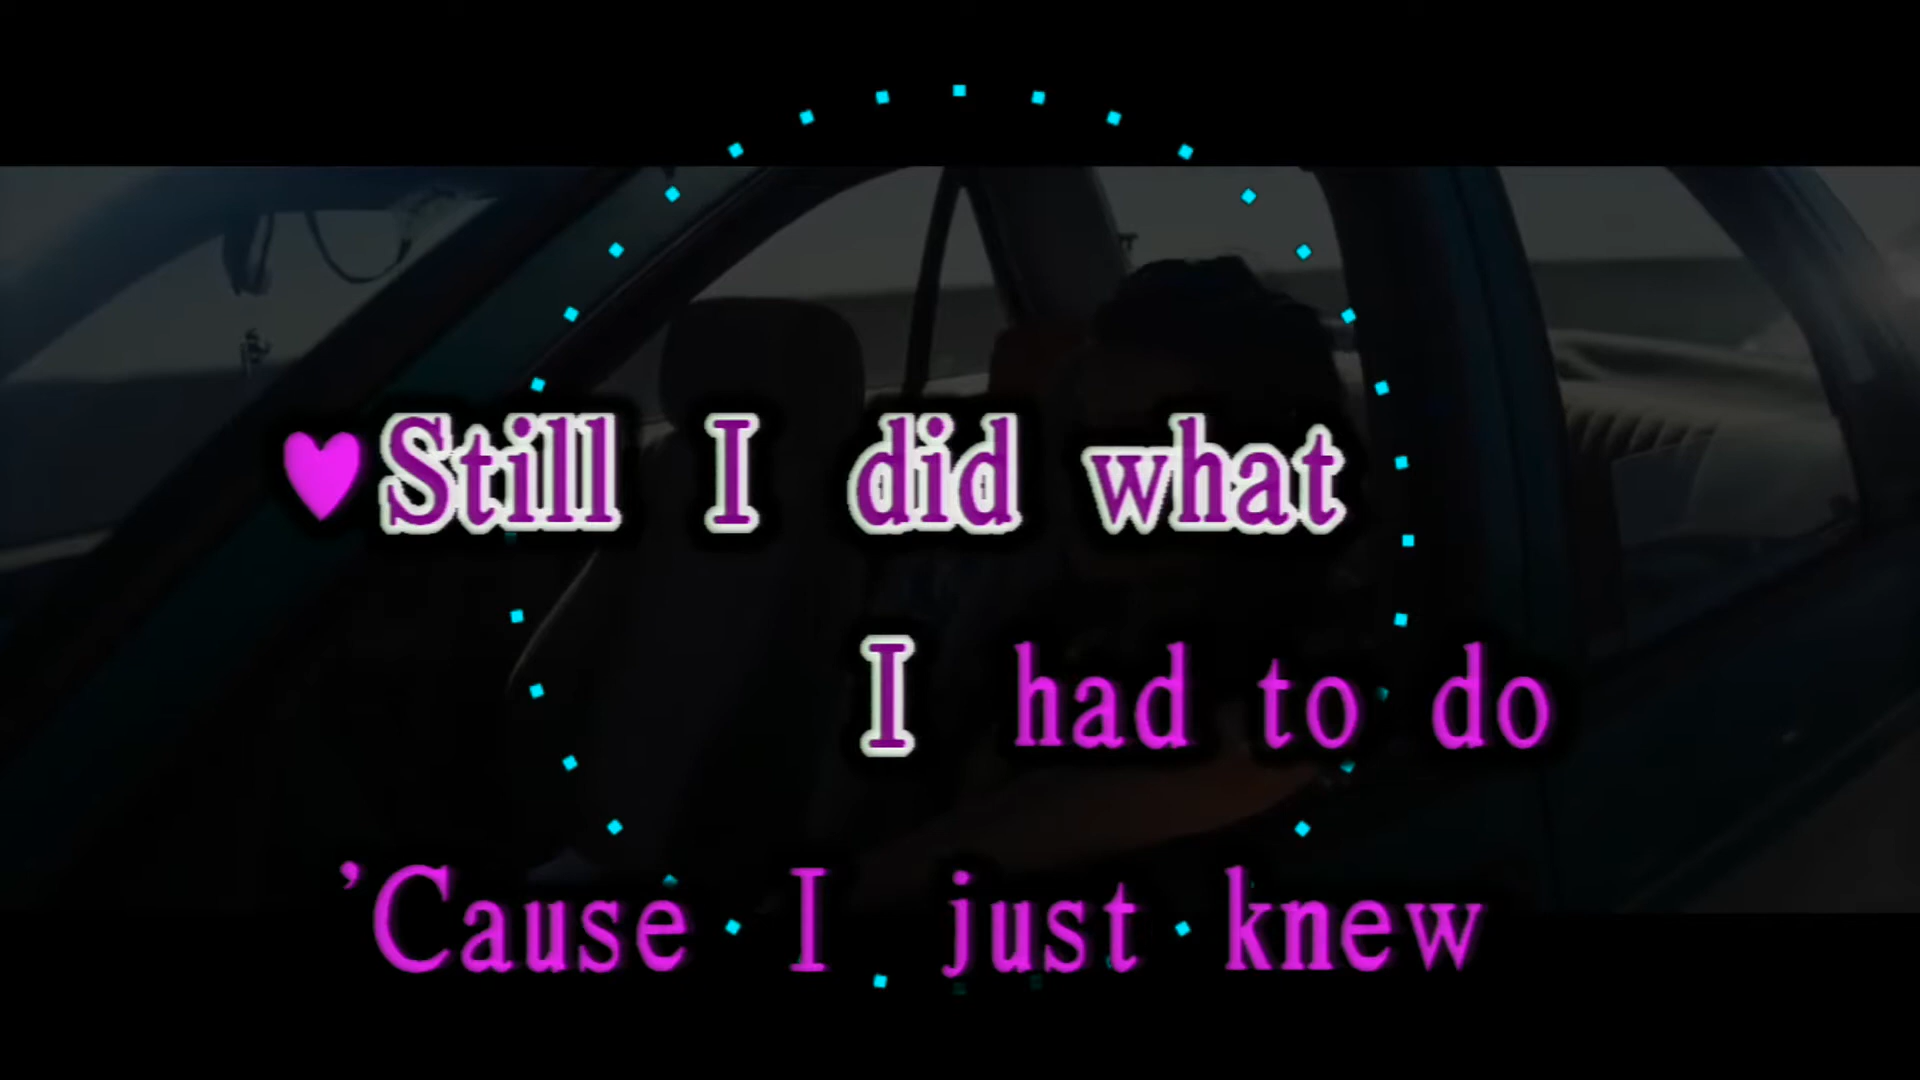 ♥Still I did what
I had to do
’Cause I just knew